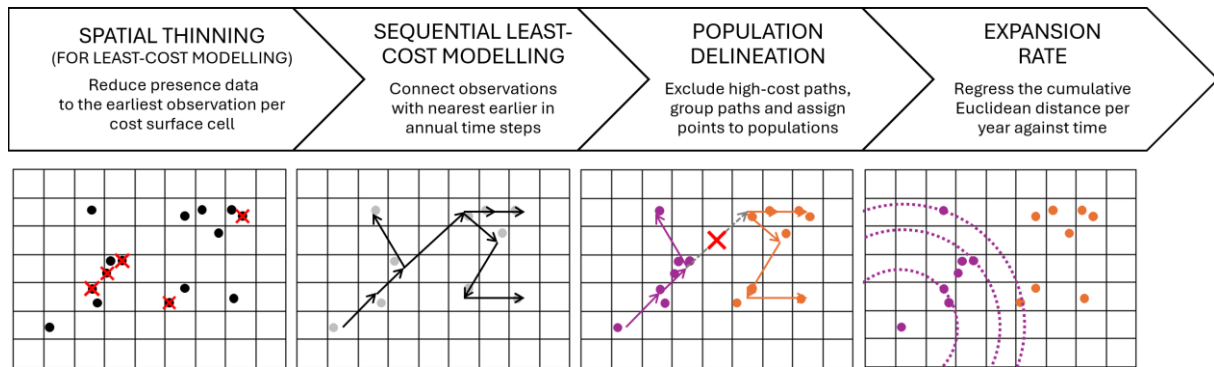 SPATIAL THINNING
(FOR LEAST-COST MODELLING)
Reduce presence data
to the earliest observation per
cost surface cell
SEQUENTIAL LEAST-
COST MODELLING
Connect observations
with nearest earlier in
annual time steps
POPULATION
DELINEATION
Exclude high-cost paths,
group paths and assign
points to populations
EXPANSION
RATE
Regress the cumulative
Euclidean distance per
year against time